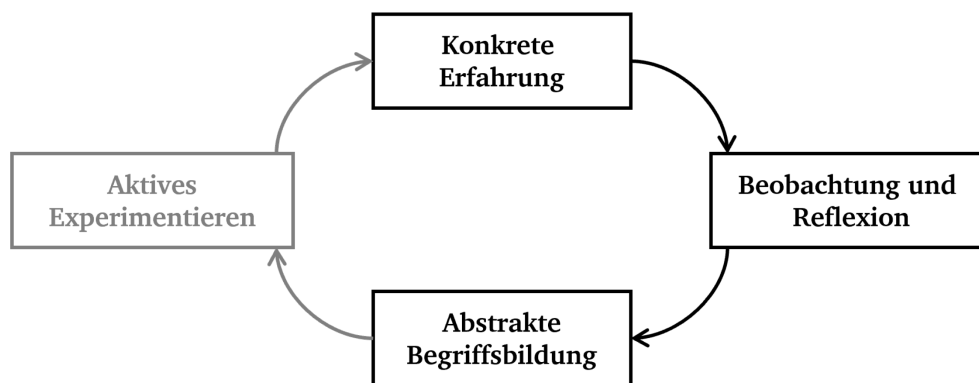 Konkrete
Erfahrung
Aktives
Experimentieren
Beobachtung und
Reflexion
Abstrakte
Begriffsbildung